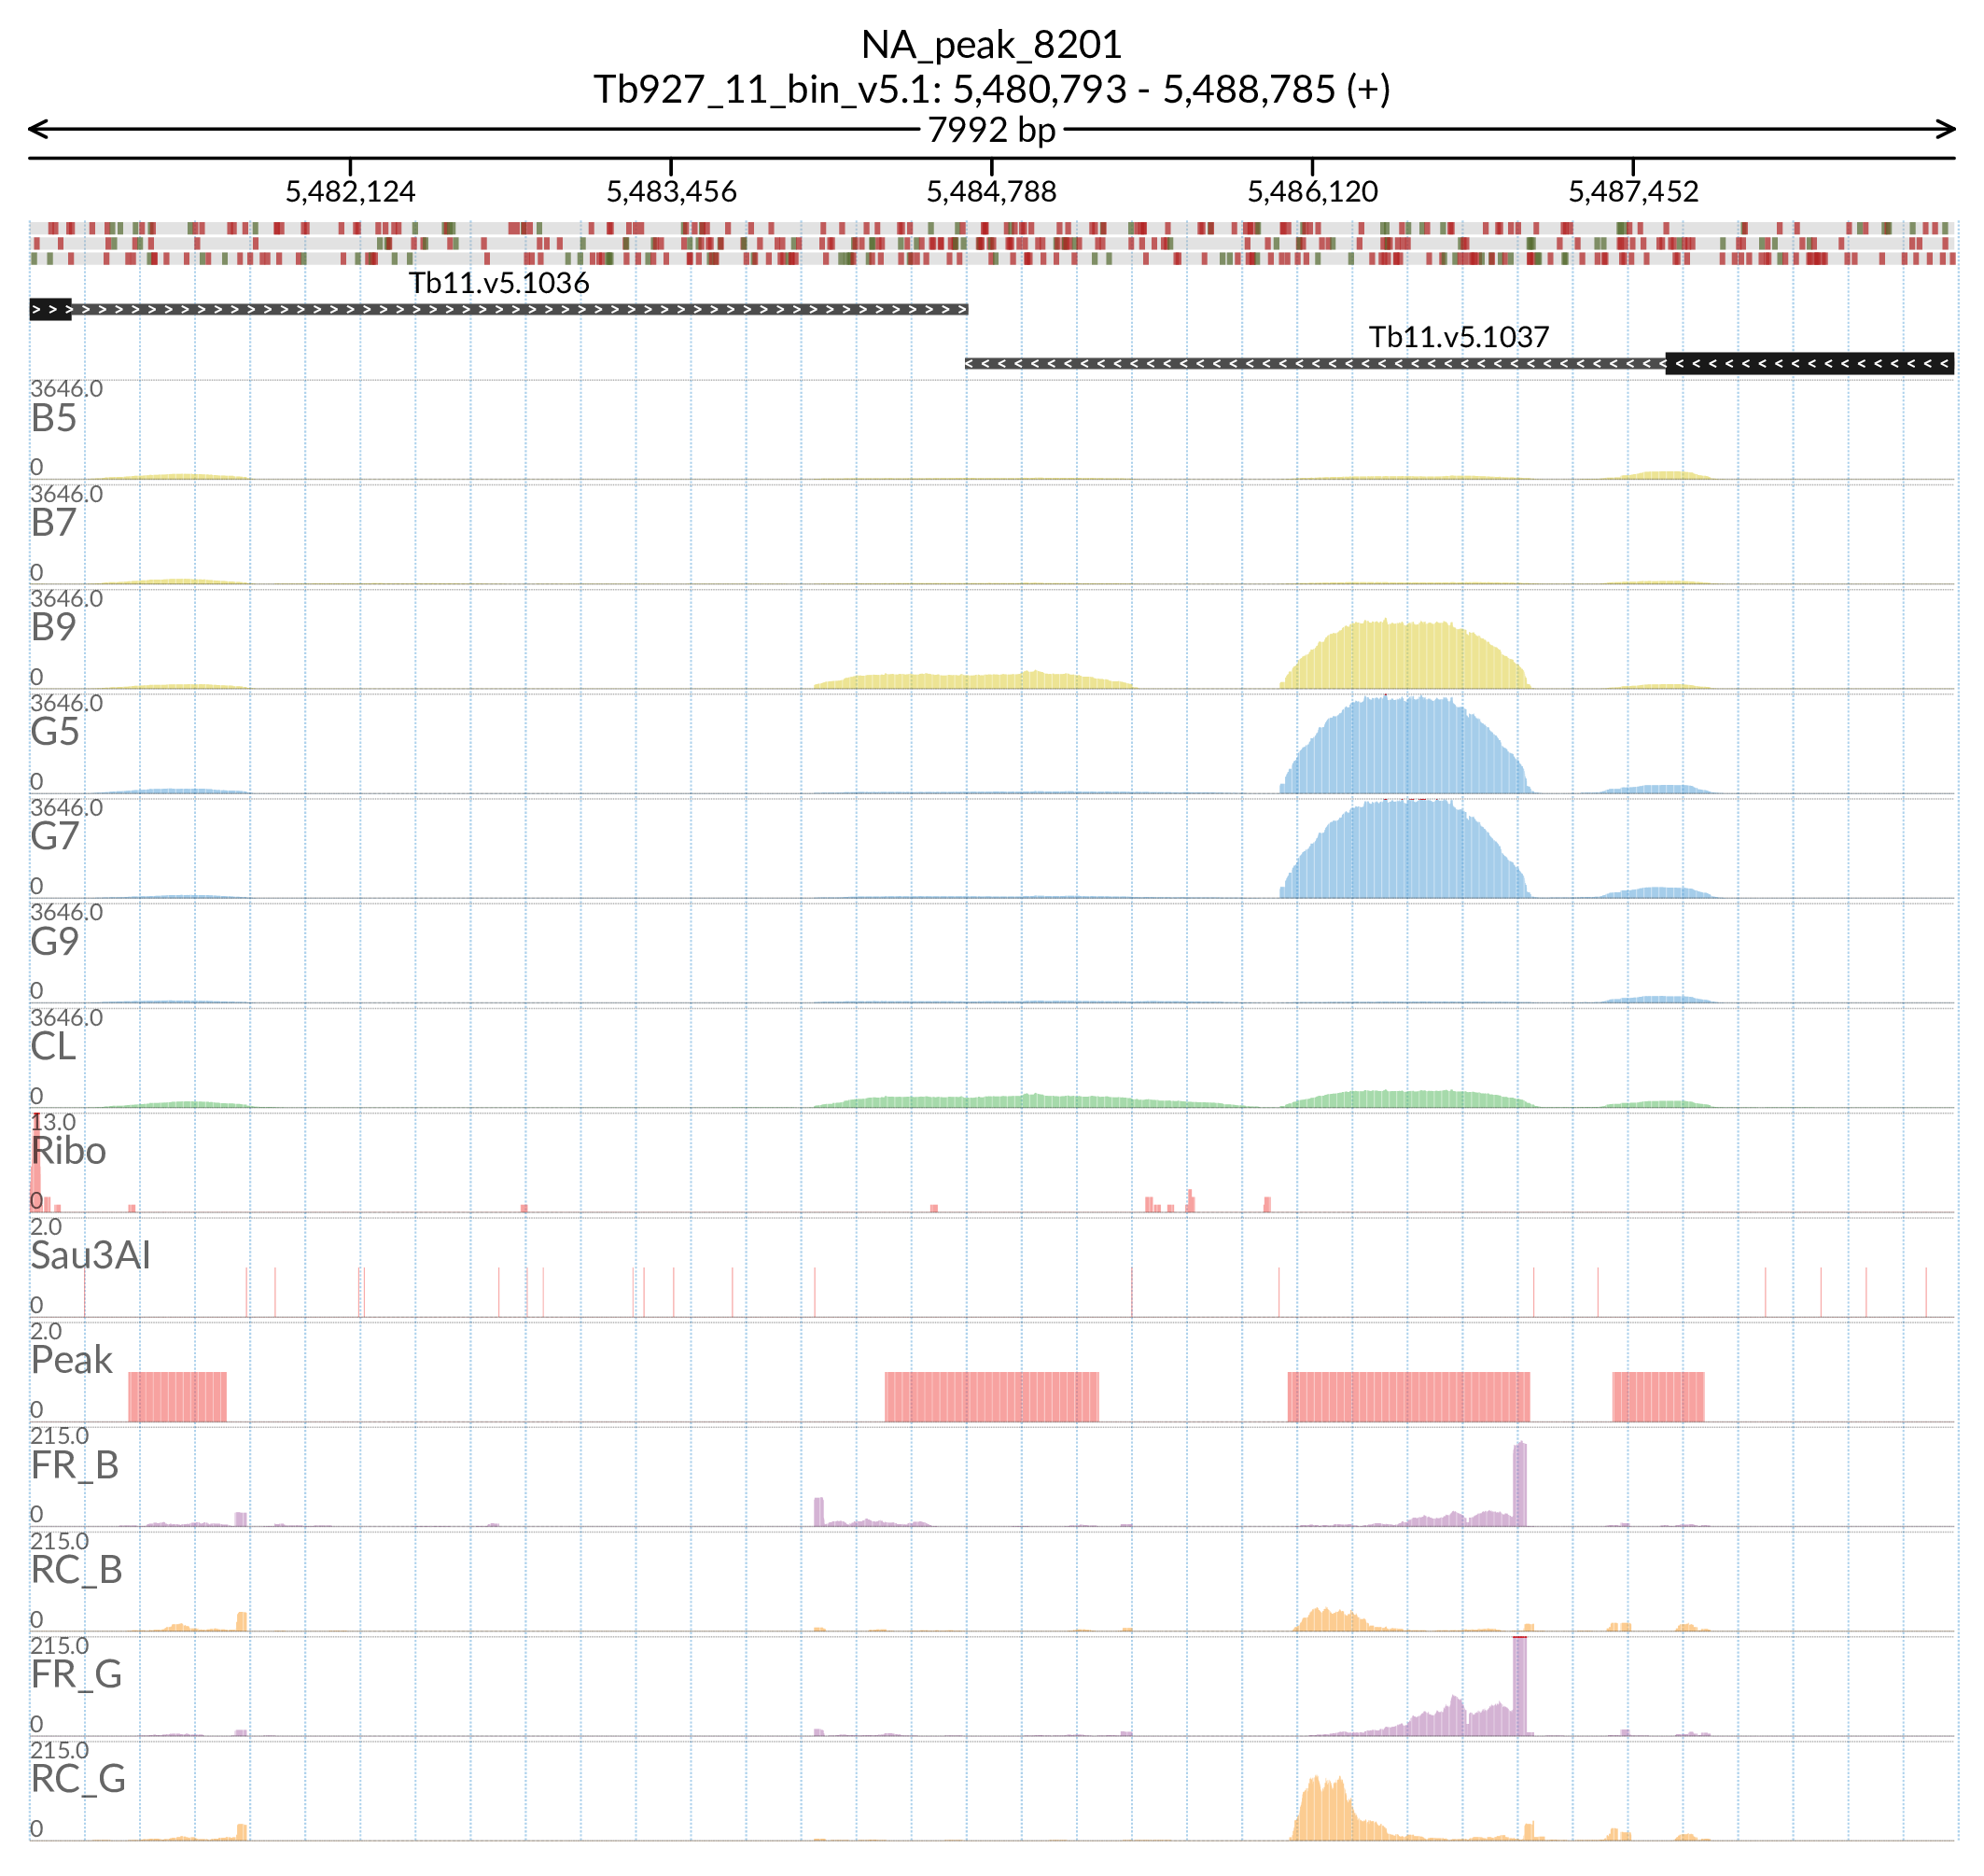 NA_peak_8201
Tb927_11_bin_v5.1: 5,480,793 - 5,488,785 (+)
7992 bp
5,482,124 5,483,456 5,484,788 5,486,120 5,487,452
Tb11.v5.1036
Tb11.v5.1037
3646.0
B5
0
3646.0
B7
0
3646.0
B9
0
3646.0
G5
0
3646.0
G7
0
3646.0
G9
0
3646.0
CL
0
13.0
Ribo
0
2.0
Sau3AI
0
2.0
Peak
0
215.0
FR_B
0
215.0
RC_B
0
215.0
FR_G
0
215.0
RC_G
0